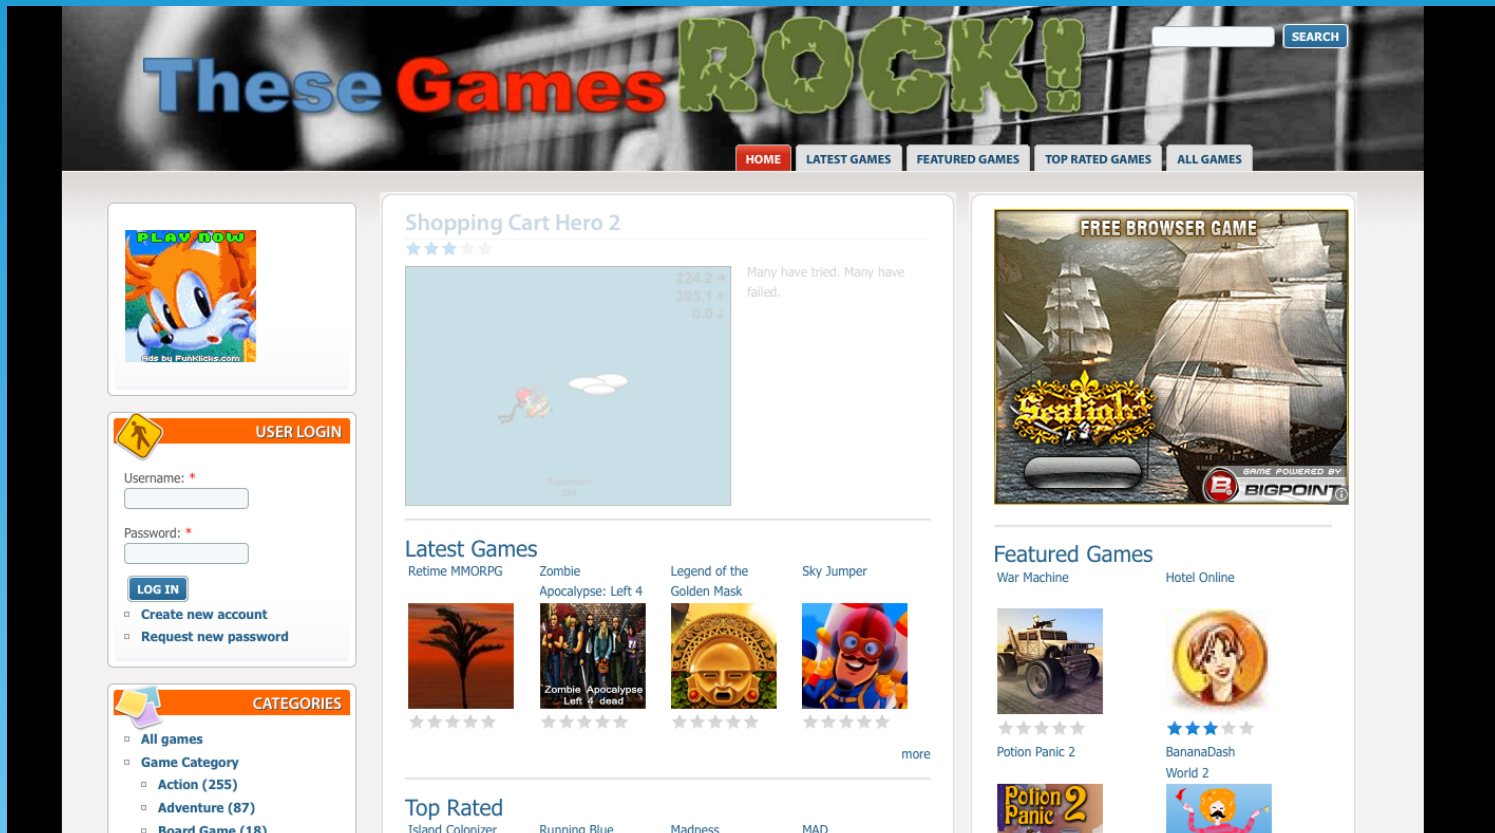 These Games ROCK!
SEARCH
HOME
LATEST GAMES
FEATURED GAMES
TOP RATED GAMES
ALL GAMES
PLAY NOW
Ads by FunKlicks.com
USER LOGIN
Username: *
Password: *
LOG IN
Create new account
Request new password
CATEGORIES
All games
Game Category
Action (255)
Adventure (87)
Board Game (18)
Shopping Cart Hero 2
224.2
395.1
0.0
Many have tried. Many have
failed.
Latest Games
Retime MMORPG
Zombie
Apocalypse: Left 4
Legend of the
Golden Mask
Sky Jumper
Zombie Apocalypse
Left 4 dead
more
Top Rated
Island Colonizer
Running Blue
Madness
MAD
FREE BROWSER GAME
Seafight
GAME POWERED BY
B
BIGPOINT
Featured Games
War Machine
Hotel Online
Potion Panic 2
BananaDash
World 2
Potion
Panic 2